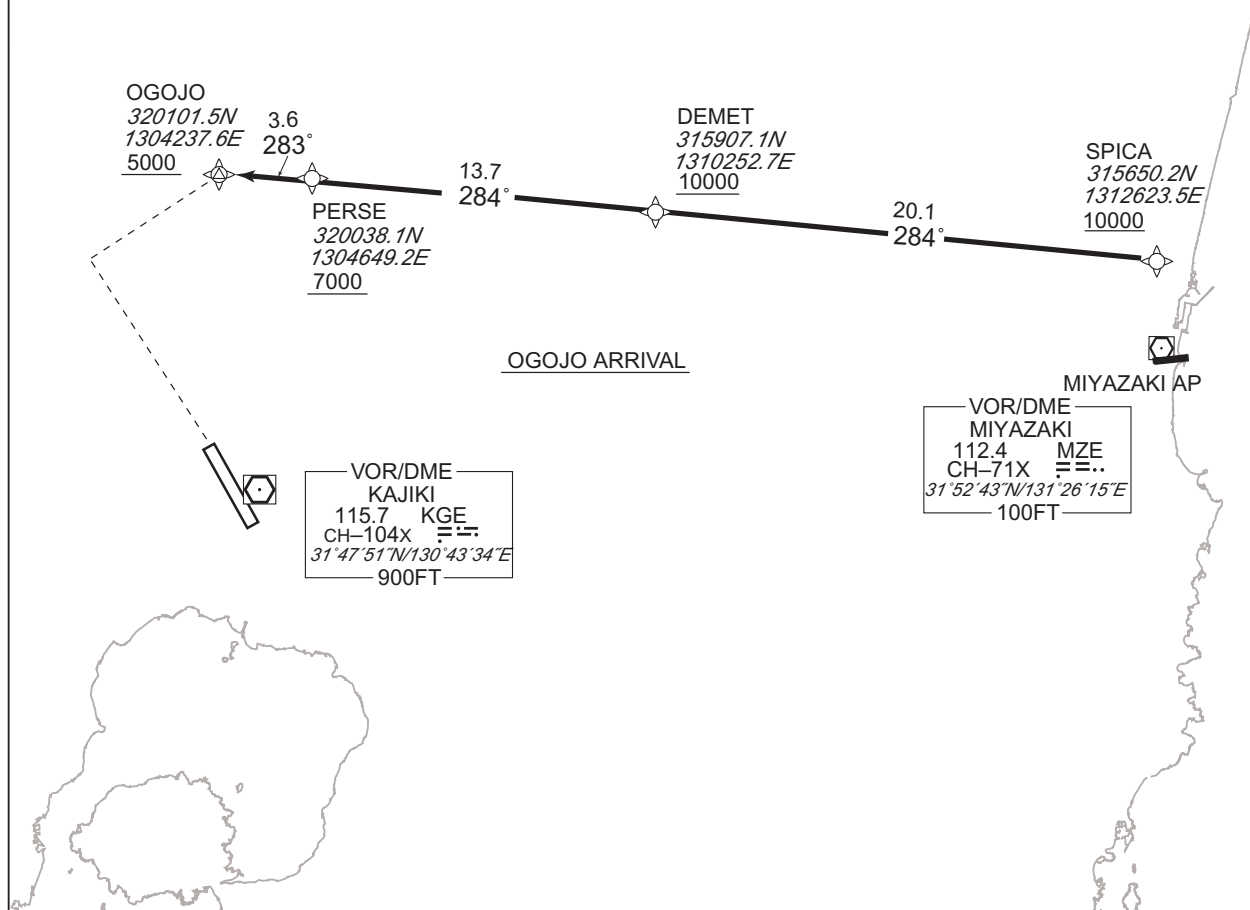 OGOJO
320101.5N
1304237.6E
5000
3.6
283°
PERSE
320038.1N
1304649.2E
7000
13.7
284°
DEMET
315907.1N
1310252.7E
10000
20.1
284°
SPICA
315650.2N
1312623.5E
10000
OGOJO ARRIVAL
MIYAZAKI AP
VOR/DME
MIYAZAKI
112.4 MZE
CH–71X
31°52´43˝N/131°26´15˝E
100FT
VOR/DME
KAJIKI
115.7 KGE
CH–104X
31°47´51˝N/130°43´34˝E
900FT